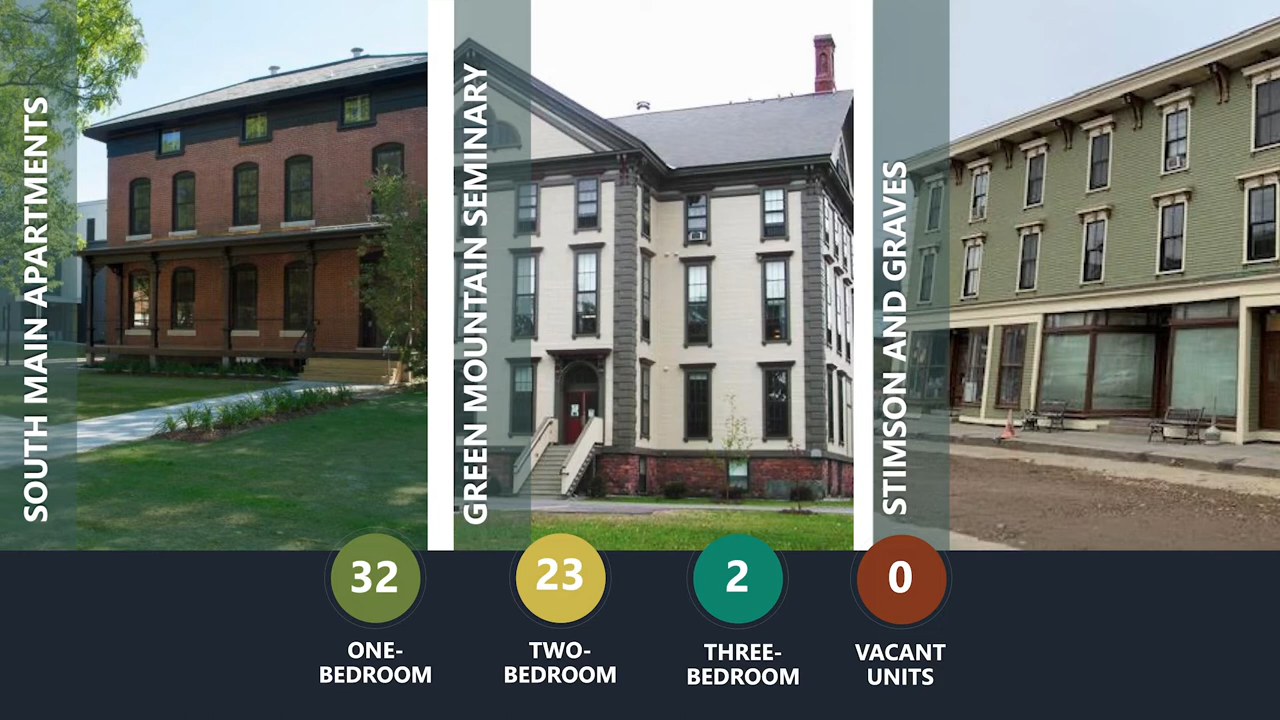 SOUTH MAIN APARTMENTS
GREEN MOUNTAIN SEMINARY
STIMSON AND GRAVES
32
ONE-
BEDROOM
23
TWO-
BEDROOM
2
THREE-
BEDROOM
0
VACANT
UNITS